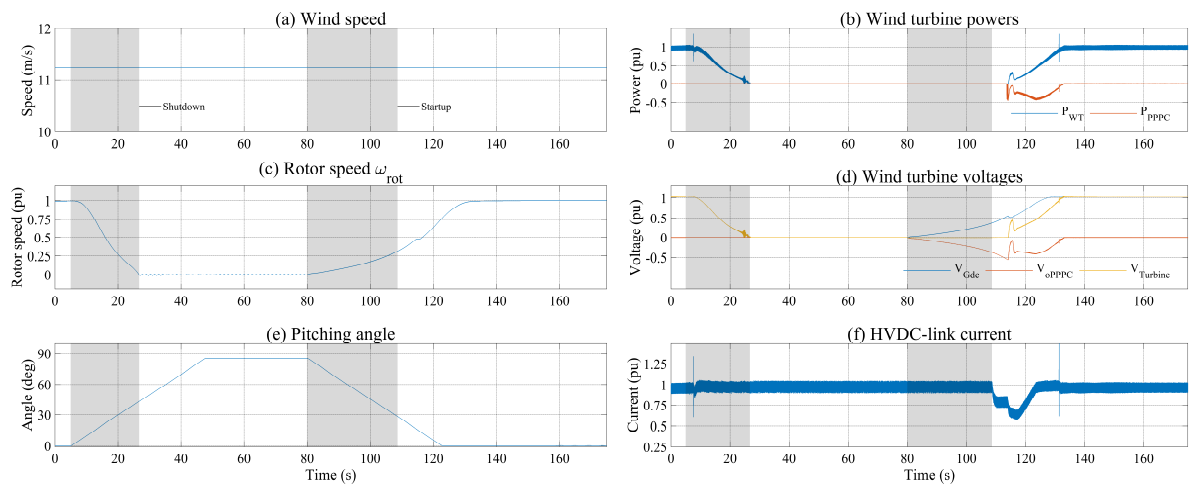 (a) Wind speed
12
11
10
Speed (m/s)
Shutdown
Startup
0 20 40 60 80 100 120 140 160
(b) Wind turbine powers
1
0.5
0
-0.5
Power (pu)
P_WT
P_PPPC
0 20 40 60 80 100 120 140 160
(c) Rotor speed ω_rot
1
0.75
0.5
0.25
0
Rotor speed (pu)
0 20 40 60 80 100 120 140 160
(d) Wind turbine voltages
1
0.5
0
-0.5
Voltage (pu)
V_Gdc
V_oPPPC
V_Turbine
0 20 40 60 80 100 120 140 160
(e) Pitching angle
90
60
30
0
Angle (deg)
0 20 40 60 80 100 120 140 160
Time (s)
(f) HVDC-link current
1.25
1
0.75
0.5
0.25
Current (pu)
0 20 40 60 80 100 120 140 160
Time (s)